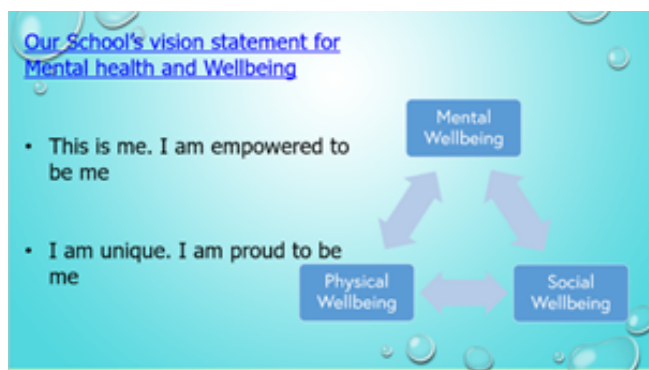 Our School's vision statement for
Mental health and Wellbeing
• This is me. I am empowered to
be me
• I am unique. I am proud to be
me
Mental
Wellbeing
Physical
Wellbeing
Social
Wellbeing